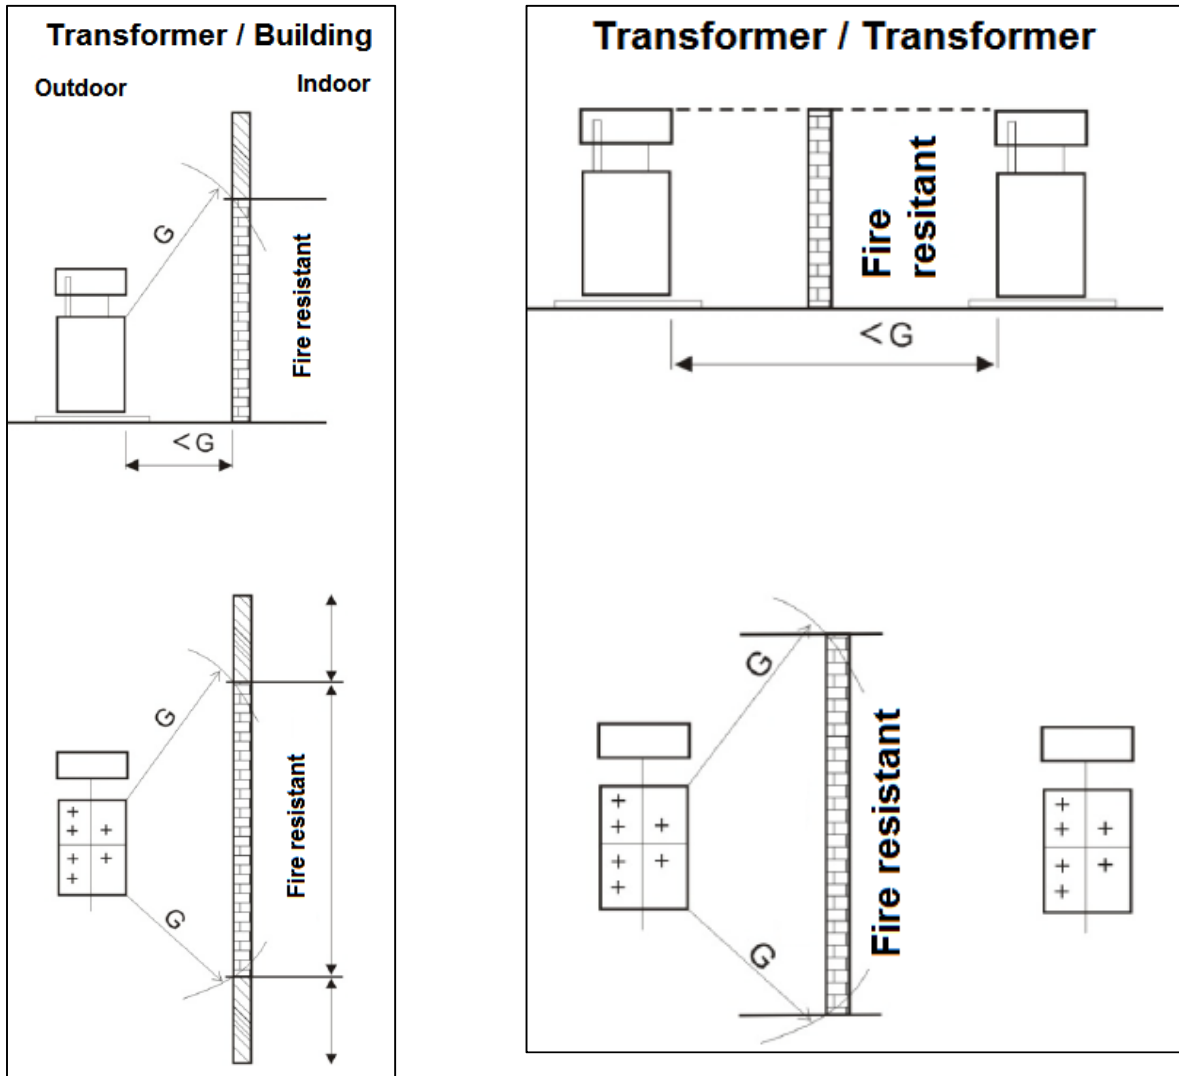 Transformer / Building
Outdoor
Indoor
G
Fire resistant
<G
G
G
Fire resistant
Transformer / Transformer
Fire
resitant
<G
G
G
Fire resistant